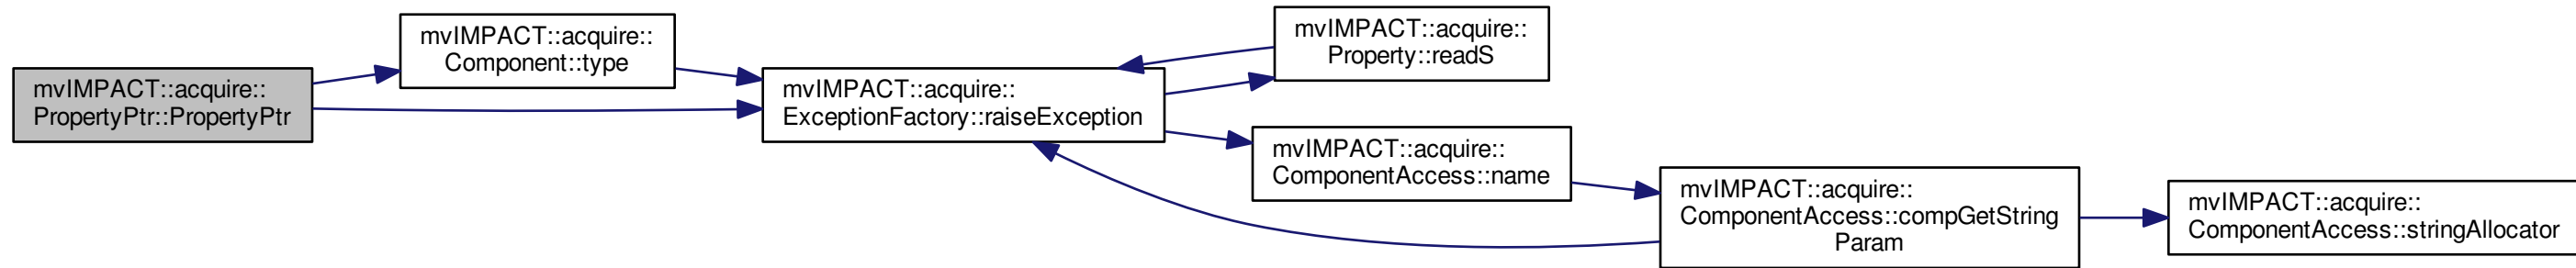 mvIMPACT::acquire::
PropertyPtr::PropertyPtr
mvIMPACT::acquire::
Component::type
mvIMPACT::acquire::
ExceptionFactory::raiseException
mvIMPACT::acquire::
Property::readS
mvIMPACT::acquire::
ComponentAccess::name
mvIMPACT::acquire::
ComponentAccess::compGetString
Param
mvIMPACT::acquire::
ComponentAccess::stringAllocator